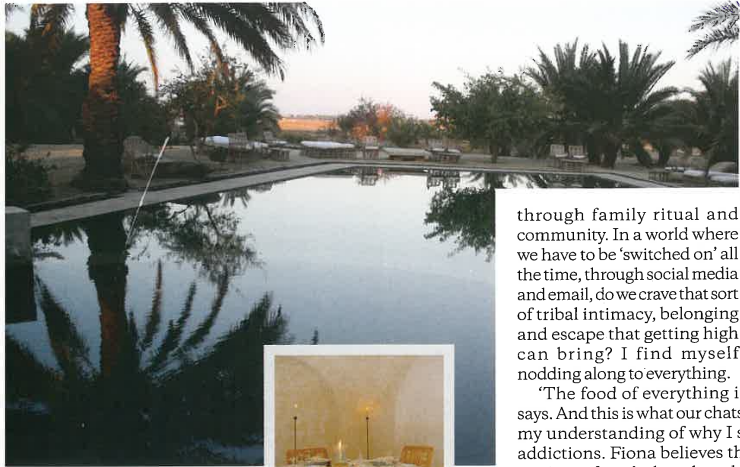 through family ritual and
community. In a world where
we have to be ‘switched on’ all
the time, through social media
and email, do we crave that sort
of tribal intimacy, belonging
and escape that getting high
can bring? I find myself
nodding along to everything.
‘The food of everything i
says. And this is what our chats
my understanding of why I s
addictions. Fiona believes th